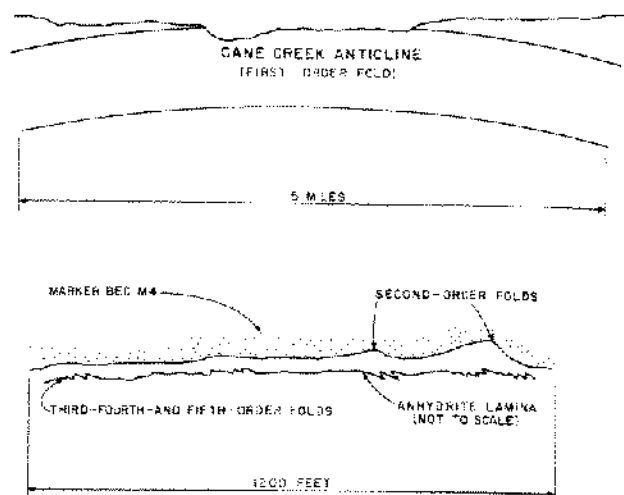 CANE CREEK ANTICLINE
(FIRST ORDER FOLD)
5 MILES
MARKER BED M4
SECOND-ORDER FOLDS
THIRD-FOURTH-AND FIFTH-ORDER FOLDS
ANHYDRITE LAMINA
(NOT TO SCALE)
1200 FEET